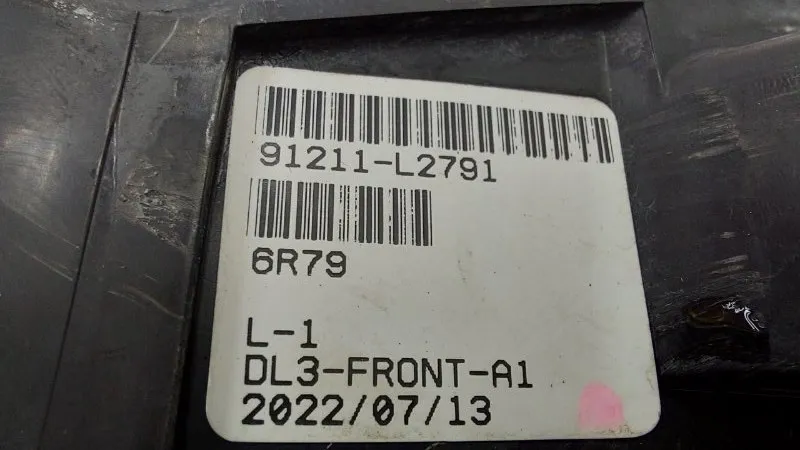 91211-L2791
6R79
L-1
DL3-FRONT-A1
2022/07/13